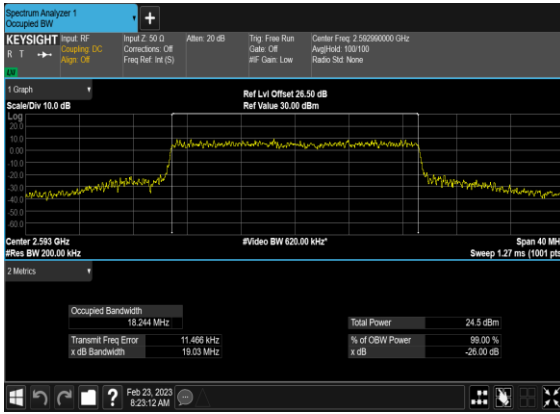 Spectrum Analyzer 1
Occupied BW
KEYSIGHT
R T
LW
Input: RF
Coupling: DC
Align: Off
Input Z: 50 Ω
Corrections: Off
Freq Ref: Int (S)
Atten: 20 dB
Trig: Free Run
Gate: Off
#IF Gain: Low
Center Freq: 2.592990000 GHz
Avg|Hold: 100/100
Radio Std: None
1 Graph
Scale/Div 10.0 dB
Ref Lvl Offset 26.50 dB
Ref Value 30.00 dBm
Log
20.0
10.0
0.00
-10.0
-20.0
-30.0
-40.0
-50.0
-60.0
Center 2.593 GHz
#Res BW 200.00 kHz
#Video BW 620.00 kHz*
Span 40 MH
Sweep 1.27 ms (1001 pts
2 Metrics
Occupied Bandwidth
18.244 MHz
Transmit Freq Error 11.466 kHz
x dB Bandwidth 19.03 MHz
Total Power 24.5 dBm
% of OBW Power 99.00 %
x dB -26.00 dB
Feb 23, 2023
8:23:12 AM